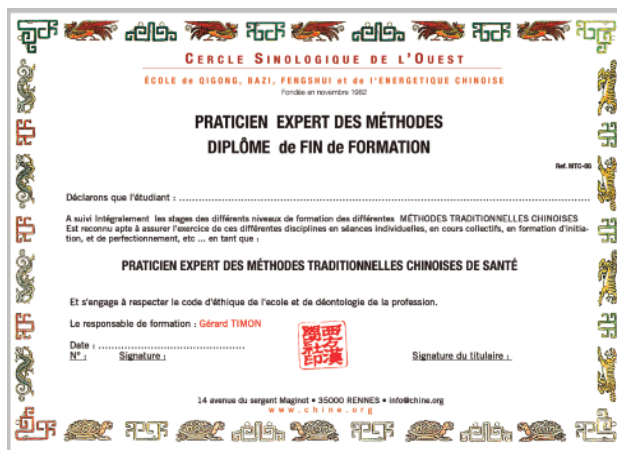 CERCLE SINOLOGIQUE DE L'OUEST
ÉCOLE de QIGONG, BAZI, FENGSHUI et de l'ENERGETIQUE CHINOISE
Fondée en novembre 1982
PRATICIEN EXPERT DES MÉTHODES
DIPLÔME de FIN de FORMATION
Ref. MTC-06
Déclarons que l'étudiant : ........................................................................
A suivi Intégralement les stages des différents niveaux de formation des différentes MÉTHODES TRADITIONNELLES CHINOISES
Est reconnu apte à assurer l'exercice de ces différentes disciplines en séances individuelles, en cours collectifs, en formation d'initia-
tion, et de perfectionnement, etc ... en tant que :
PRATICIEN EXPERT DES MÉTHODES TRADITIONNELLES CHINOISES DE SANTÉ
Et s'engage à respecter le code d'éthique de l'ecole et de déontologie de la profession.
Le responsable de formation : Gérard TIMON
Date : ..........................................
N° : Signature : Signature du titulaire :
西方漢
印
14 avenue du sergent Maginot • 35000 RENNES • info@chine.org
www.chine.org